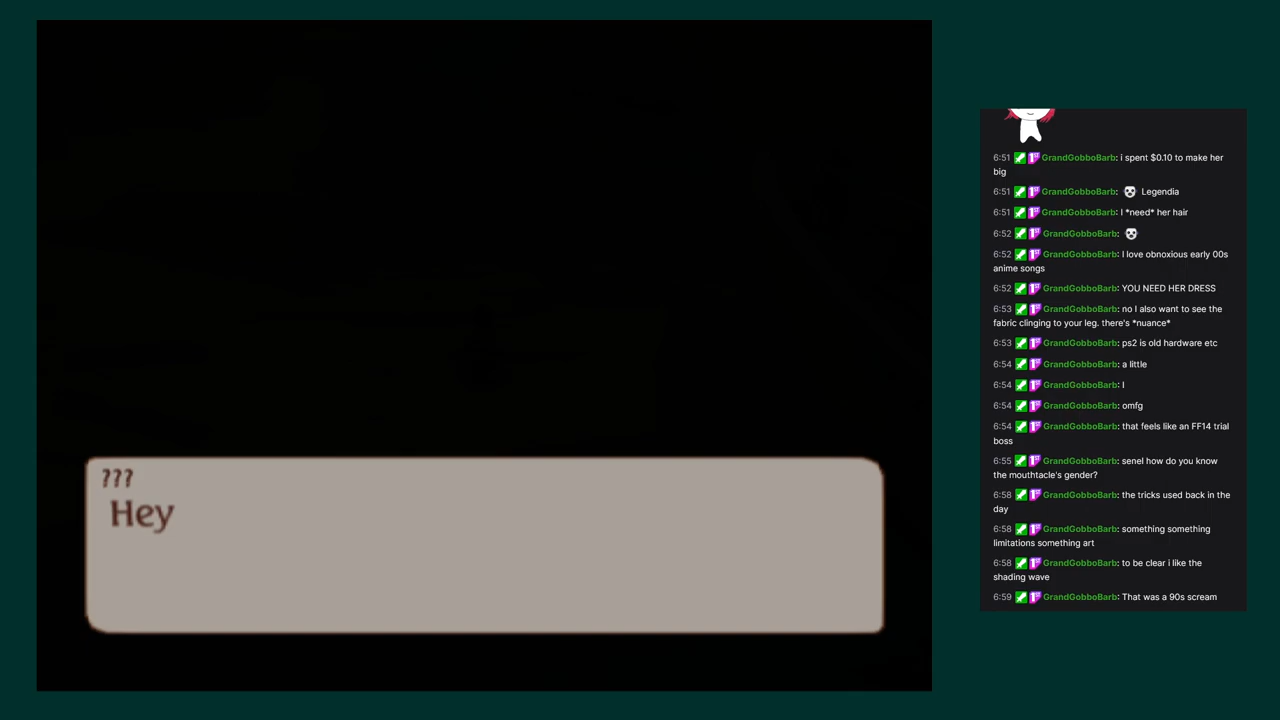 ???
Hey
6:51 GrandGobboBarb: i spent $0.10 to make her
big
6:51 GrandGobboBarb: Legendia
6:51 GrandGobboBarb: I *need* her hair
6:52 GrandGobboBarb:
6:52 GrandGobboBarb: I love obnoxious early 00s
anime songs
6:52 GrandGobboBarb: YOU NEED HER DRESS
6:53 GrandGobboBarb: no I also want to see the
fabric clinging to your leg. there's *nuance*
6:53 GrandGobboBarb: ps2 is old hardware etc
6:54 GrandGobboBarb: a little
6:54 GrandGobboBarb: I
6:54 GrandGobboBarb: omfg
6:54 GrandGobboBarb: that feels like an FF14 trial
boss
6:55 GrandGobboBarb: senel how do you know
the mouthtacle's gender?
6:58 GrandGobboBarb: the tricks used back in the
day
6:58 GrandGobboBarb: something something
limitations something art
6:58 GrandGobboBarb: to be clear i like the
shading wave
6:59 GrandGobboBarb: That was a 90s scream